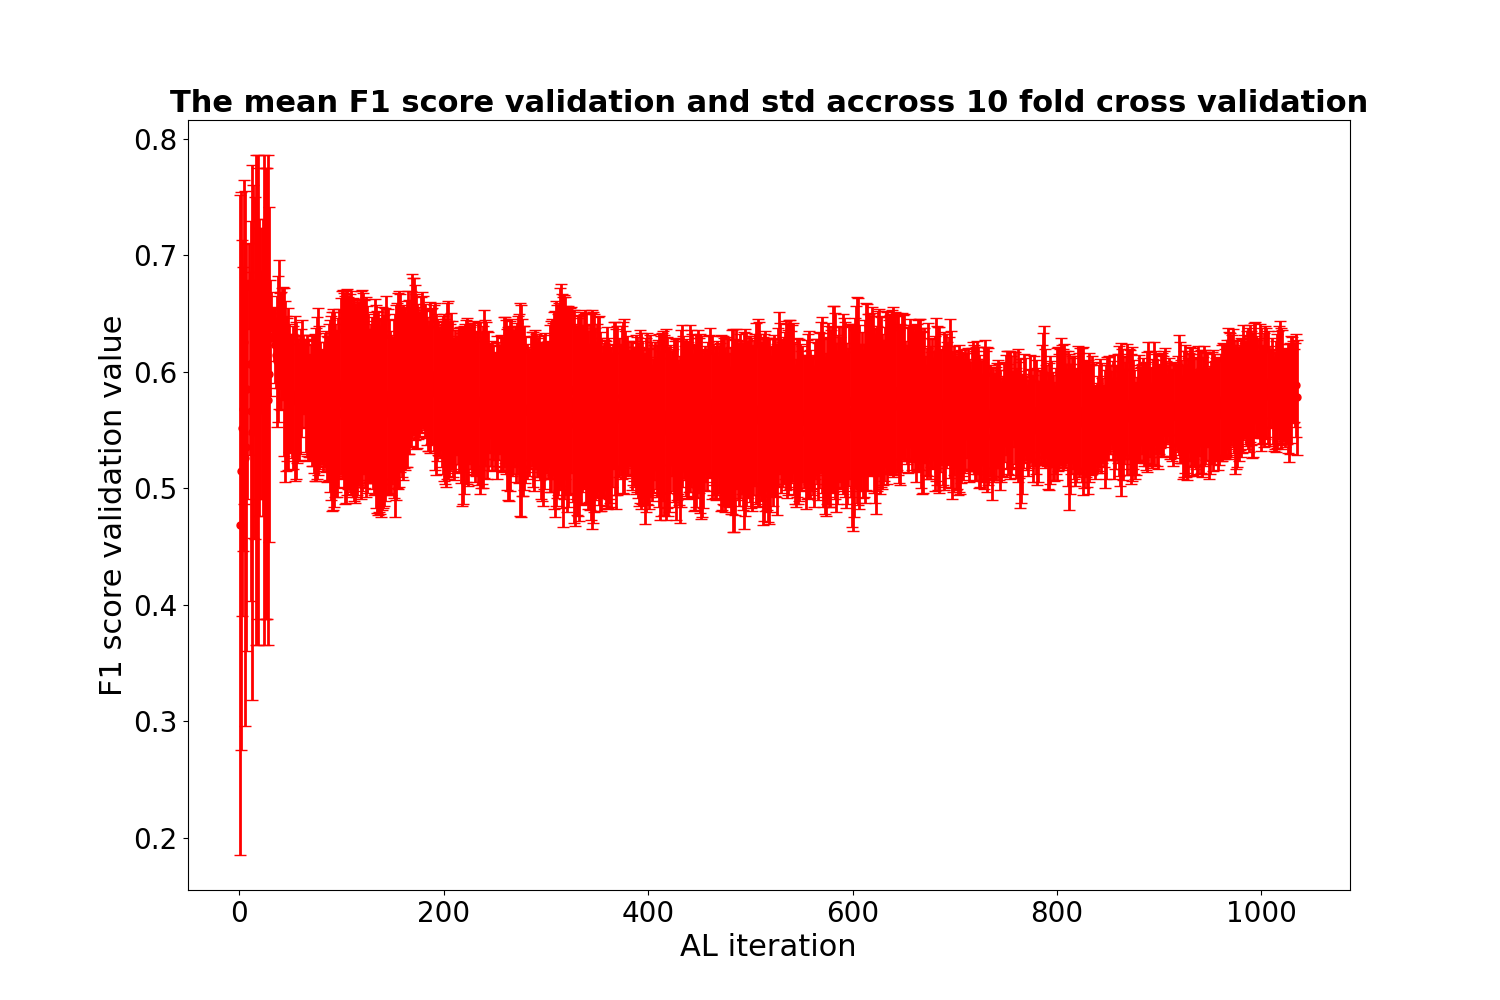 The mean F1 score validation and std accross 10 fold cross validation
0.8
0.7
0.6
0.5
0.4
0.3
0.2
F1 score validation value
0 200 400 600 800 1000
AL iteration